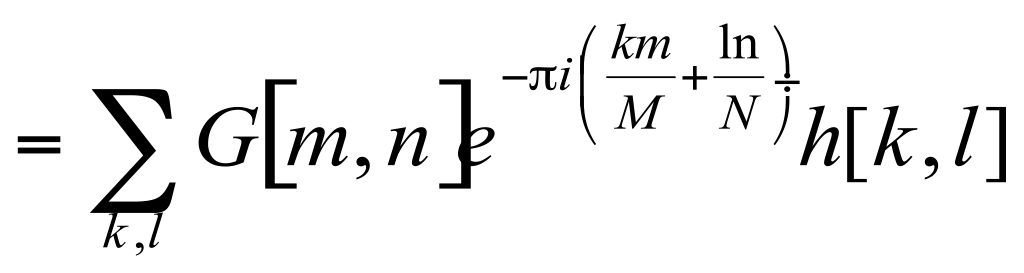 = ∑_{k,l} G[m,n]e^{-πi(km/M + ln/N)} h[k,l]